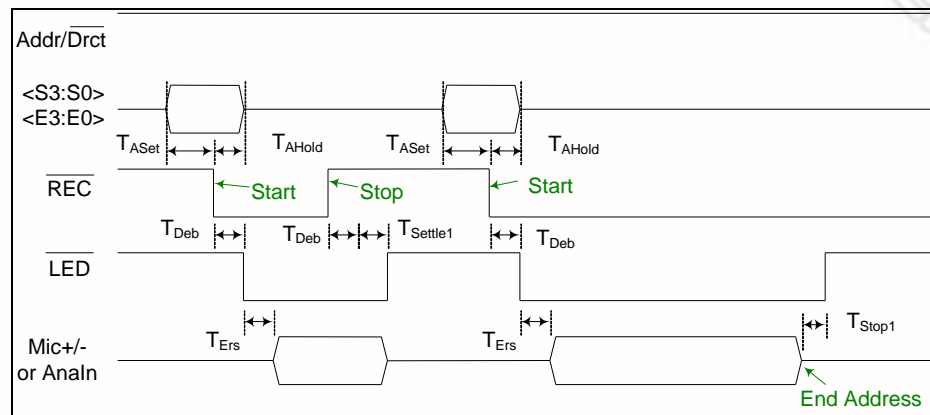 Addr/Drct
<S3:S0>
<E3:E0>
TASet TAHold TASet TAHold
REC Start Stop Start
TDeb TDeb TSettle1 TDeb
LED
TErs TErs TStop1
Mic+/-
or AnaIn
End Address